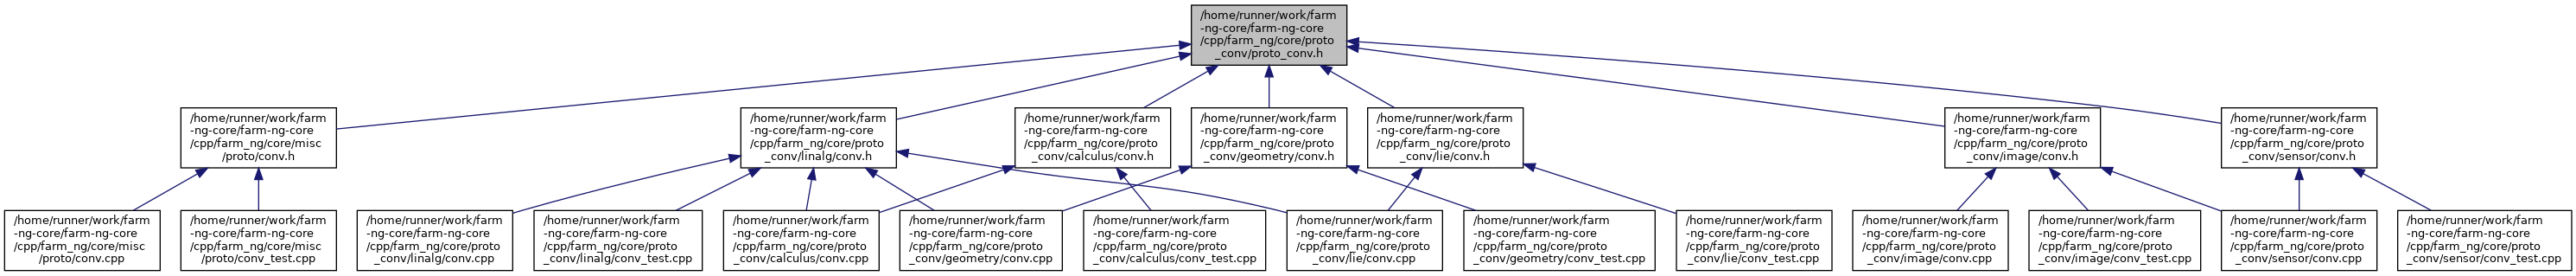 /home/runner/work/farm
-ng-core/farm-ng-core
/cpp/farm_ng/core/proto
_conv/proto_conv.h
/home/runner/work/farm
-ng-core/farm-ng-core
/cpp/farm_ng/core/misc
/proto/conv.h
/home/runner/work/farm
-ng-core/farm-ng-core
/cpp/farm_ng/core/proto
_conv/linalg/conv.h
/home/runner/work/farm
-ng-core/farm-ng-core
/cpp/farm_ng/core/proto
_conv/calculus/conv.h
/home/runner/work/farm
-ng-core/farm-ng-core
/cpp/farm_ng/core/proto
_conv/geometry/conv.h
/home/runner/work/farm
-ng-core/farm-ng-core
/cpp/farm_ng/core/proto
_conv/lie/conv.h
/home/runner/work/farm
-ng-core/farm-ng-core
/cpp/farm_ng/core/proto
_conv/image/conv.h
/home/runner/work/farm
-ng-core/farm-ng-core
/cpp/farm_ng/core/proto
_conv/sensor/conv.h
/home/runner/work/farm
-ng-core/farm-ng-core
/cpp/farm_ng/core/misc
/proto/conv.cpp
/home/runner/work/farm
-ng-core/farm-ng-core
/cpp/farm_ng/core/misc
/proto/conv_test.cpp
/home/runner/work/farm
-ng-core/farm-ng-core
/cpp/farm_ng/core/proto
_conv/linalg/conv.cpp
/home/runner/work/farm
-ng-core/farm-ng-core
/cpp/farm_ng/core/proto
_conv/linalg/conv_test.cpp
/home/runner/work/farm
-ng-core/farm-ng-core
/cpp/farm_ng/core/proto
_conv/calculus/conv.cpp
/home/runner/work/farm
-ng-core/farm-ng-core
/cpp/farm_ng/core/proto
_conv/geometry/conv.cpp
/home/runner/work/farm
-ng-core/farm-ng-core
/cpp/farm_ng/core/proto
_conv/calculus/conv_test.cpp
/home/runner/work/farm
-ng-core/farm-ng-core
/cpp/farm_ng/core/proto
_conv/lie/conv.cpp
/home/runner/work/farm
-ng-core/farm-ng-core
/cpp/farm_ng/core/proto
_conv/geometry/conv_test.cpp
/home/runner/work/farm
-ng-core/farm-ng-core
/cpp/farm_ng/core/proto
_conv/lie/conv_test.cpp
/home/runner/work/farm
-ng-core/farm-ng-core
/cpp/farm_ng/core/proto
_conv/image/conv.cpp
/home/runner/work/farm
-ng-core/farm-ng-core
/cpp/farm_ng/core/proto
_conv/image/conv_test.cpp
/home/runner/work/farm
-ng-core/farm-ng-core
/cpp/farm_ng/core/proto
_conv/sensor/conv.cpp
/home/runner/work/farm
-ng-core/farm-ng-core
/cpp/farm_ng/core/proto
_conv/sensor/conv_test.cpp